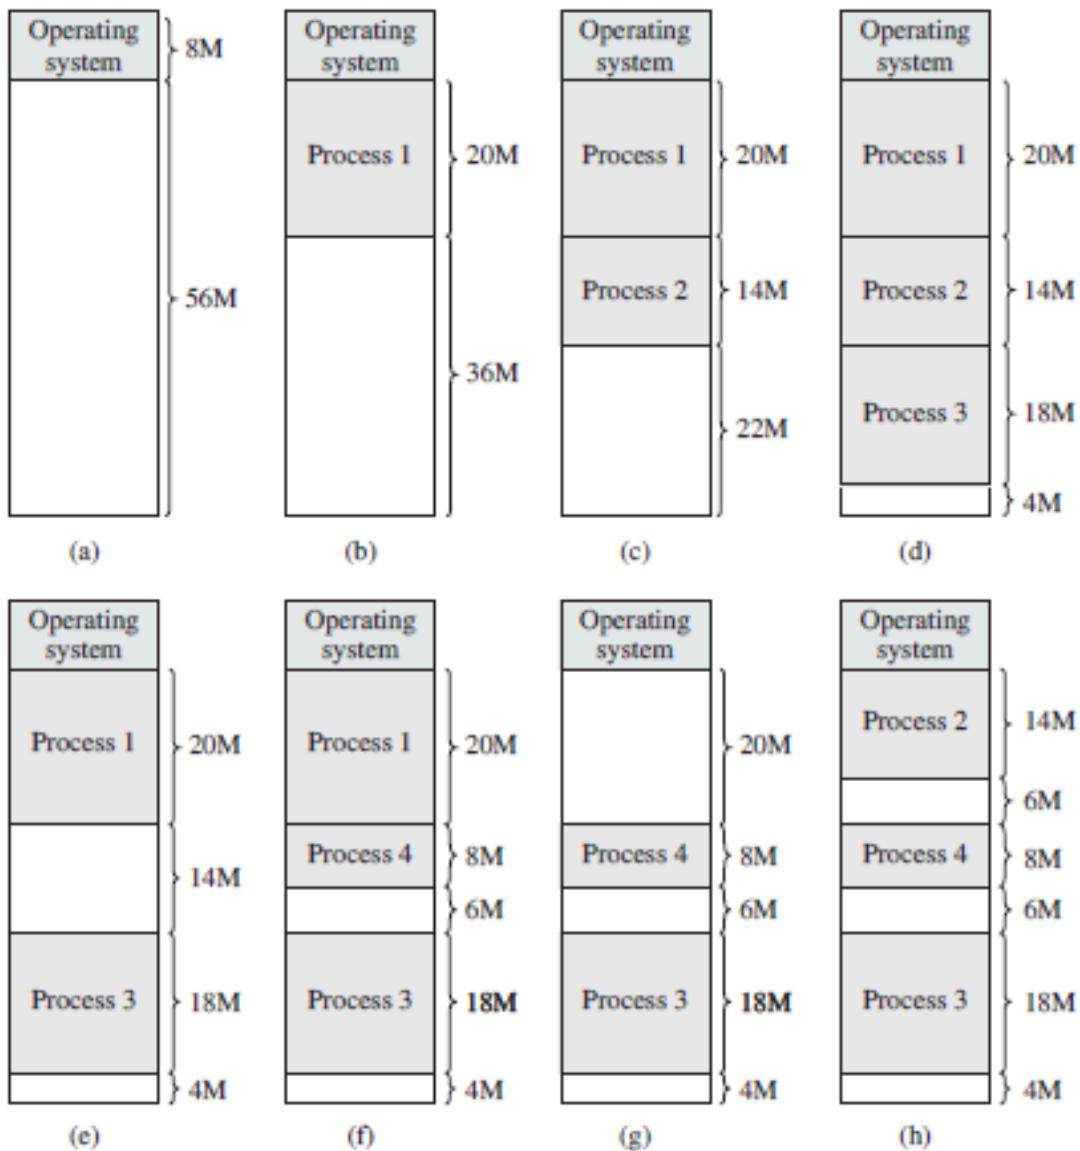 Operating
system
8M
56M
(a)
Operating
system
Process 1
20M
36M
(b)
Operating
system
Process 1
20M
Process 2
14M
22M
(c)
Operating
system
Process 1
20M
Process 2
14M
Process 3
18M
4M
(d)
Operating
system
Process 1
20M
14M
Process 3
18M
4M
(e)
Operating
system
Process 1
20M
Process 4
8M
6M
Process 3
18M
4M
(f)
Operating
system
20M
Process 4
8M
6M
Process 3
18M
4M
(g)
Operating
system
Process 2
14M
6M
Process 4
8M
6M
Process 3
18M
4M
(h)